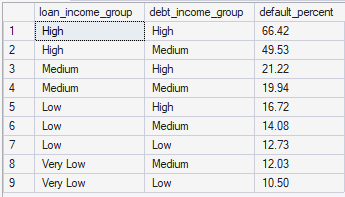 loan_income_group debt_income_group default_percent
1 High High 66.42
2 High Medium 49.53
3 Medium High 21.22
4 Medium Medium 19.94
5 Low High 16.72
6 Low Medium 14.08
7 Low Low 12.73
8 Very Low Medium 12.03
9 Very Low Low 10.50